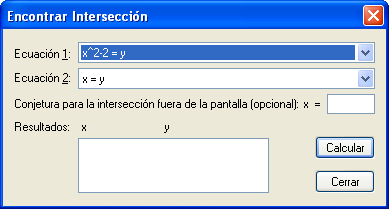 Encontrar Intersección
Ecuación 1: x^2-2 = y
Ecuación 2: x = y
Conjetura para la intersección fuera de la pantalla (opcional): x =
Resultados: x y
Calcular
Cerrar